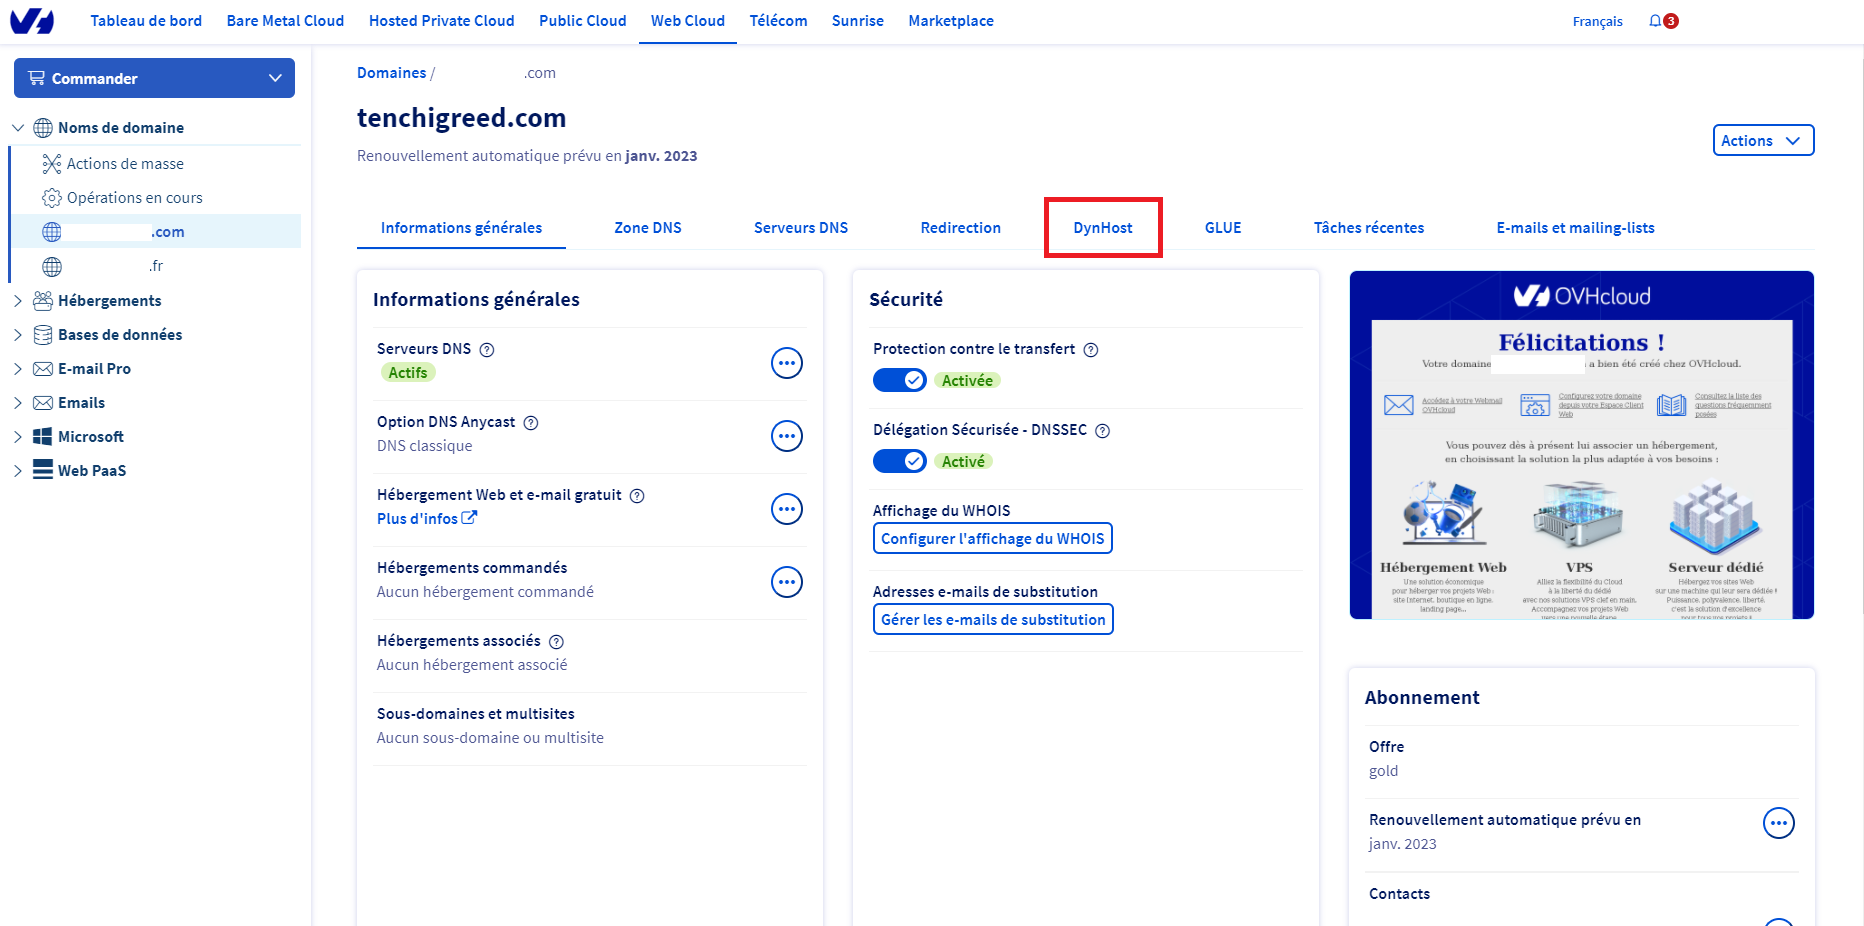 Tableau de bord Bare Metal Cloud Hosted Private Cloud Public Cloud Web Cloud Télécom Sunrise Marketplace Français 3
Commander
Noms de domaine
Actions de masse
Opérations en cours
.com
.fr
Hébergements
Bases de données
E-mail Pro
Emails
Microsoft
Web PaaS
Domaines / .com
tenchigreed.com
Renouvellement automatique prévu en janv. 2023
Actions
Informations générales Zone DNS Serveurs DNS Redirection DynHost GLUE Tâches récentes E-mails et mailing-lists
Informations générales
Serveurs DNS ?
Actifs
Option DNS Anycast ?
DNS classique
Hébergement Web et e-mail gratuit ?
Plus d'infos
Hébergements commandés
Aucun hébergement commandé
Hébergements associés ?
Aucun hébergement associé
Sous-domaines et multisites
Aucun sous-domaine ou multisite
Sécurité
Protection contre le transfert ?
Activée
Délégation Sécurisée - DNSSEC ?
Activé
Affichage du WHOIS
Configurer l'affichage du WHOIS
Adresses e-mails de substitution
Gérer les e-mails de substitution
OVHcloud
Félicitations !
Votre domaine a bien été créé chez OVHcloud.
Accédez à votre Webmail
OVHcloud
Configurez votre domaine
depuis votre Espace Client
Web
Consultez la liste des
questions fréquemment
posées
Vous pouvez dès à présent lui associer un hébergement,
en choisissant la solution la plus adaptée à vos besoins :
Hébergement Web
Une solution économique
pour héberger vos projets Web :
site Internet, boutique en ligne,
landing page...
VPS
Alliez la flexibilité du Cloud
à la liberté du dédié
avec nos solutions VPS clef en main.
Accompagnez vos projets Web
vers une nouvelle étape
Serveur dédié
Hébergez vos sites Web
sur une machine qui leur sera dédiée !
Puissance, polyvalence, liberté,
c'est la solution d'excellence
pour tous vos projets !
Abonnement
Offre
gold
Renouvellement automatique prévu en
janv. 2023
Contacts